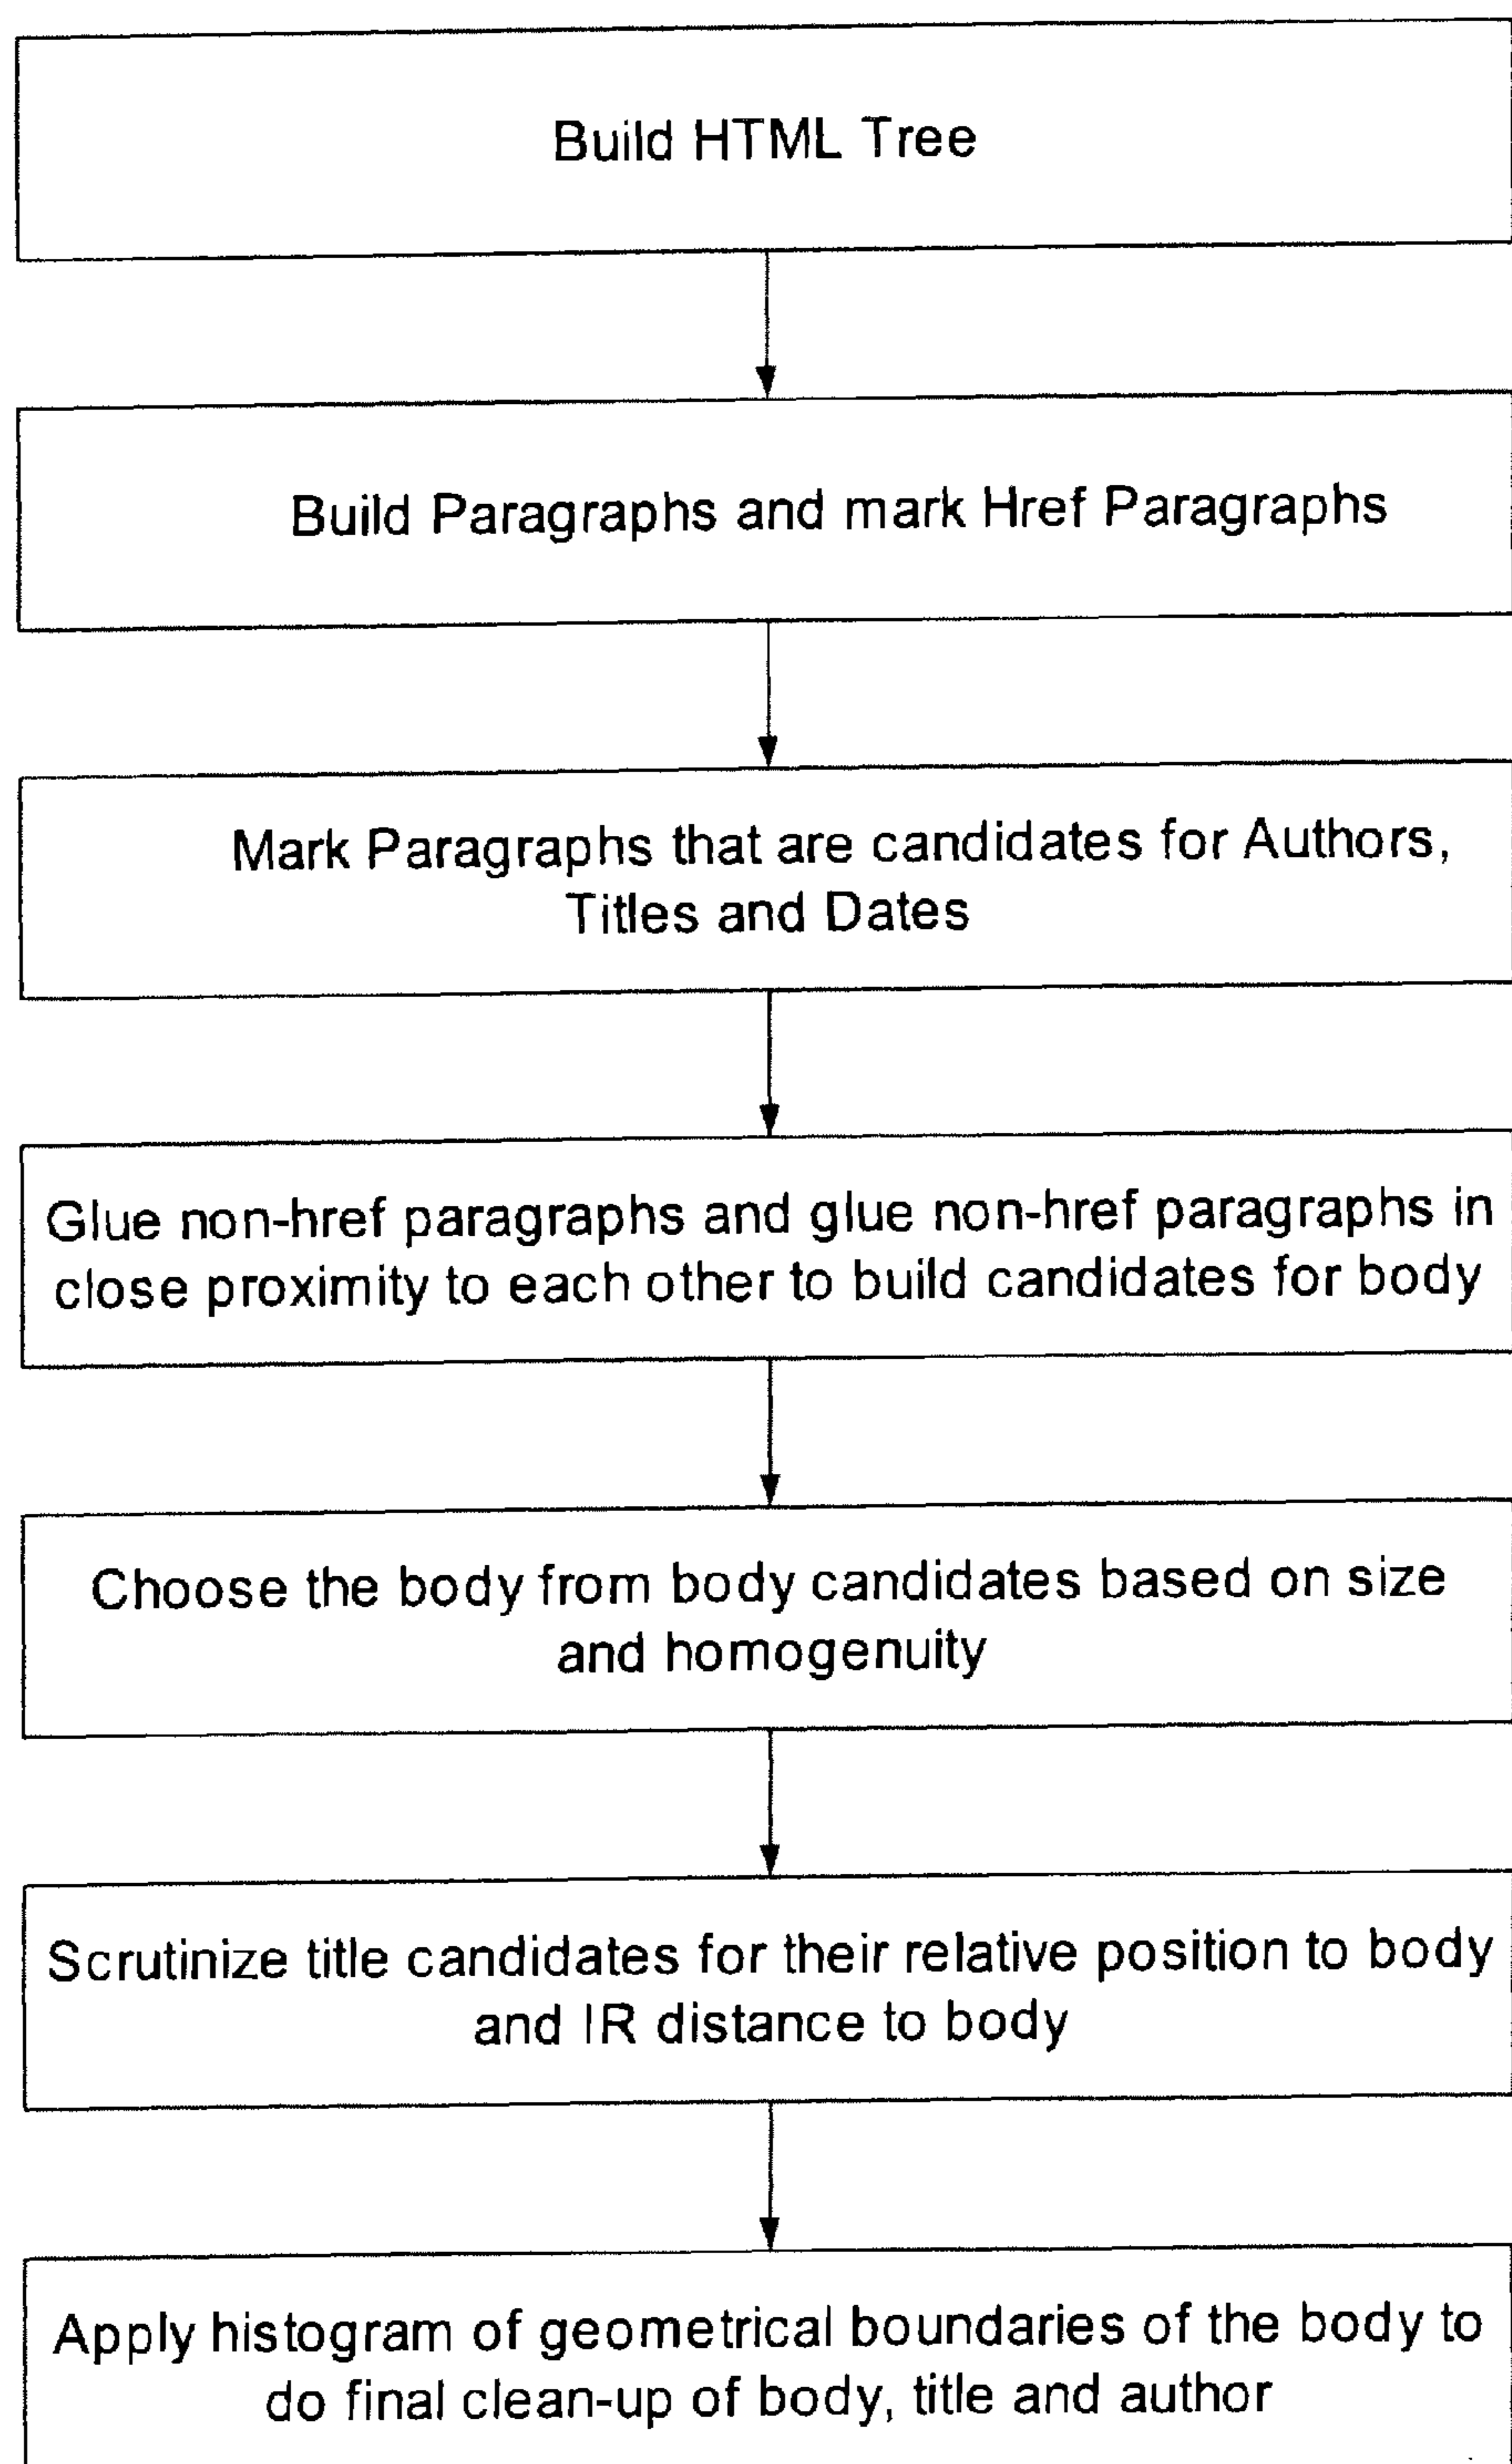 Build HTML Tree
Build Paragraphs and mark Href Paragraphs
Mark Paragraphs that are candidates for Authors,
Titles and Dates
Glue non-href paragraphs and glue non-href paragraphs in
close proximity to each other to build candidates for body
Choose the body from body candidates based on size
and homogenuity
Scrutinize title candidates for their relative position to body
and IR distance to body
Apply histogram of geometrical boundaries of the body to
do final clean-up of body, title and author